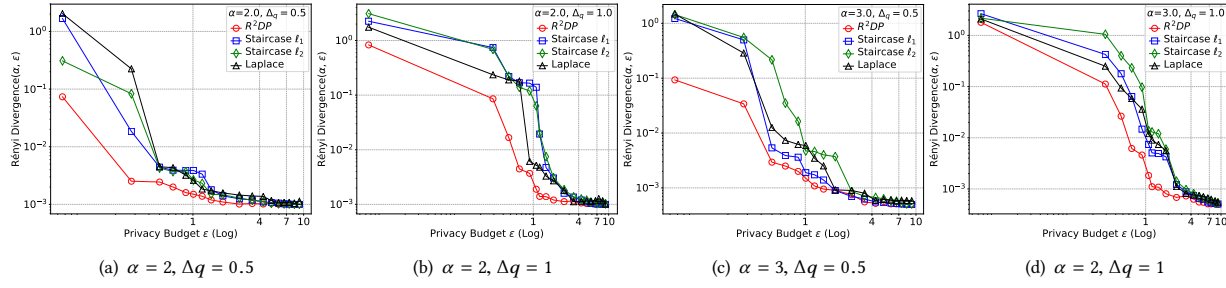 Rényi Divergence(α, ε)
10⁰
10⁻¹
10⁻²
10⁻³
α=2.0, Δq = 0.5
R²DP
Staircase ℓ₁
Staircase ℓ₂
Laplace
1 4 7 10
Privacy Budget ε (Log)
(a) α = 2, Δq = 0.5
Rényi Divergence(α, ε)
10⁰
10⁻¹
10⁻²
10⁻³
α=2.0, Δq = 1.0
R²DP
Staircase ℓ₁
Staircase ℓ₂
Laplace
1 4 7 10
Privacy Budget ε (Log)
(b) α = 2, Δq = 1
Rényi Divergence(α, ε)
10⁰
10⁻¹
10⁻²
10⁻³
α=3.0, Δq = 0.5
R²DP
Staircase ℓ₁
Staircase ℓ₂
Laplace
1 4 7 10
Privacy Budget ε (Log)
(c) α = 3, Δq = 0.5
Rényi Divergence(α, ε)
10⁰
10⁻¹
10⁻²
10⁻³
α=3.0, Δq = 1.0
R²DP
Staircase ℓ₁
Staircase ℓ₂
Laplace
1 4 7 10
Privacy Budget ε (Log)
(d) α = 2, Δq = 1